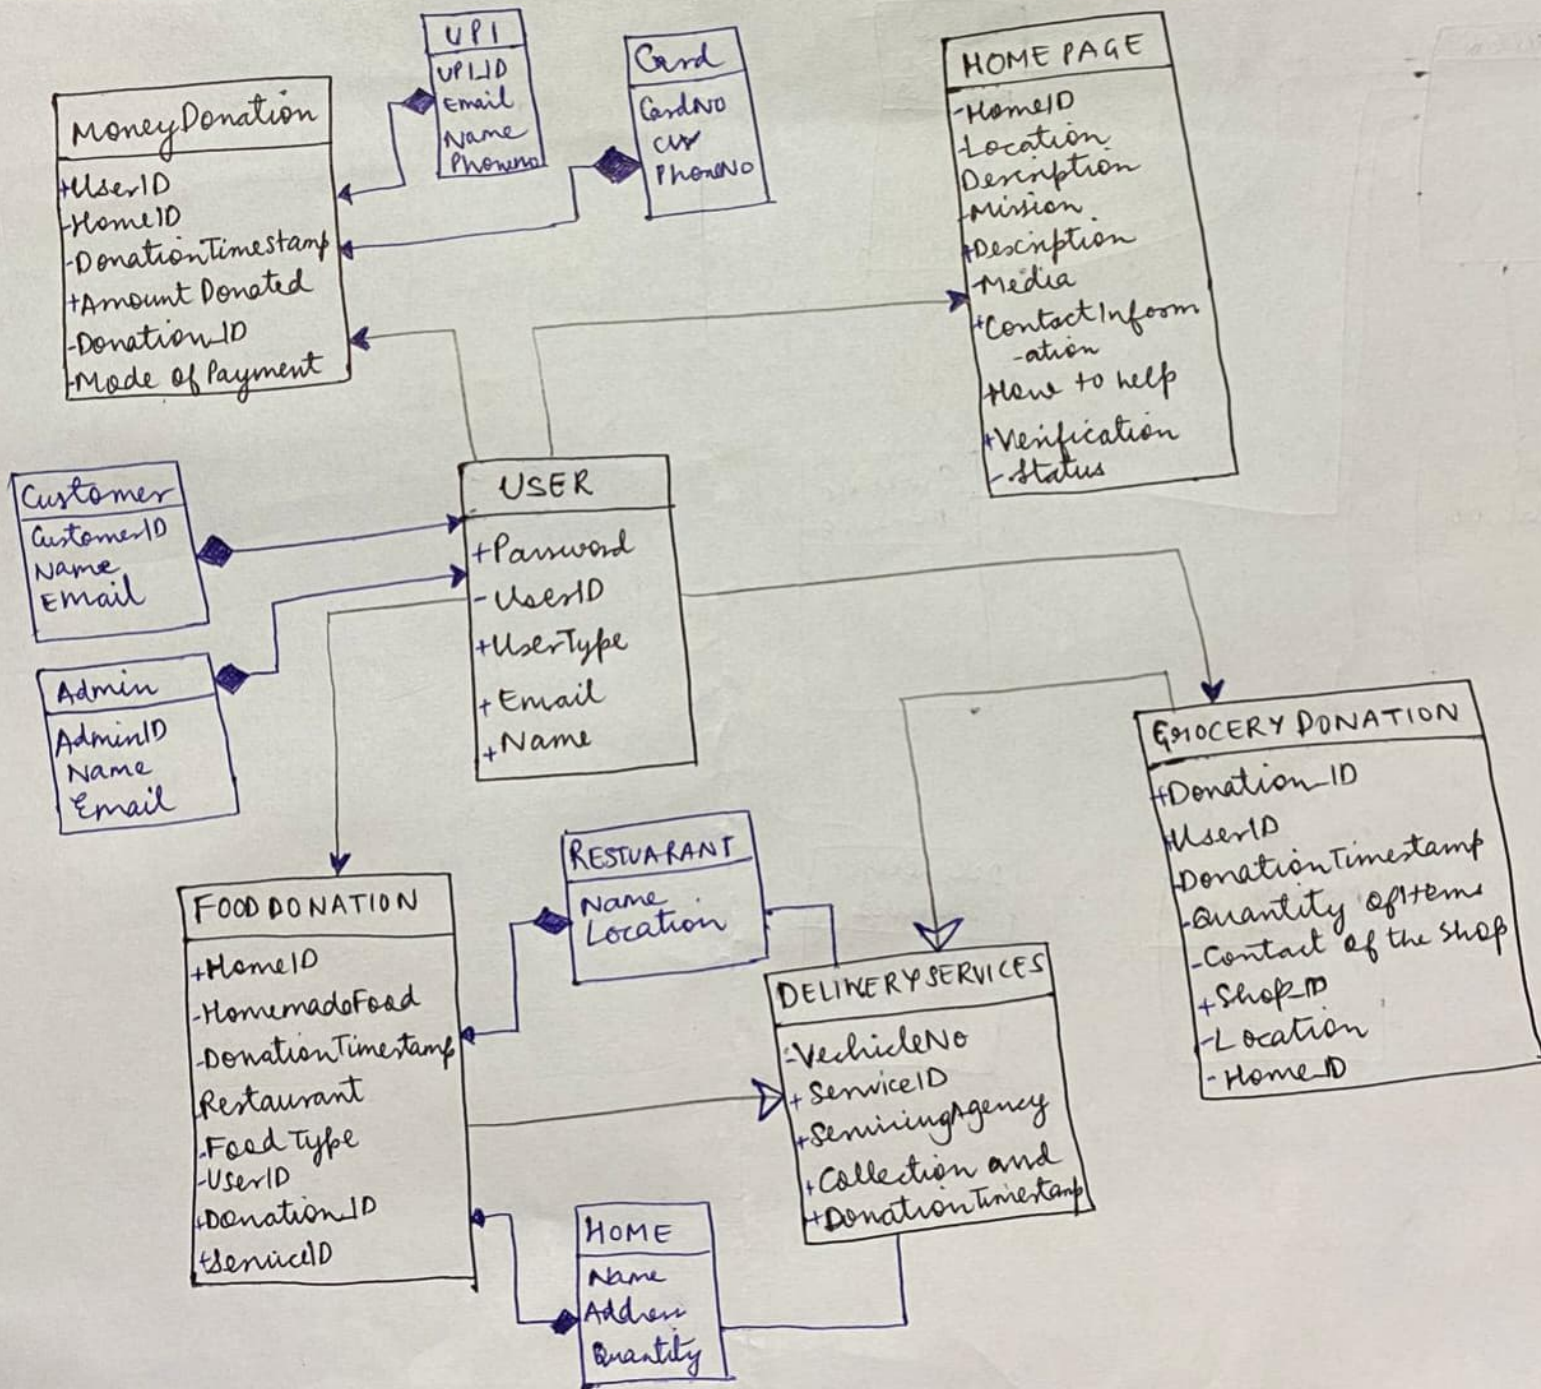 UPI
UPI_ID
Email
Name
Phoneno
Card
CardNo
CVV
PhoneNo
HOME PAGE
-HomeID
-Location
Description
-Mission
+Description
-Media
+Contact Inform
-ation
+How to help
+Verification
-Status
MoneyDonation
+UserID
-HomeID
-DonationTimestamp
+Amount Donated
-Donation_ID
-Mode of Payment
Customer
CustomerID
Name
Email
USER
+Password
-UserID
+UserType
+Email
+Name
Admin
AdminID
Name
Email
GROCERY DONATION
+Donation_ID
+UserID
DonationTimestamp
-Quantity of Items
-Contact of the Shop
+Shop_ID
-Location
-Home_ID
RESTUARANT
Name
Location
FOOD DONATION
+HomeID
-HomemadeFood
-DonationTimestamp
Restaurant
-Food Type
-UserID
+Donation_ID
+ServiceID
DELIVERY SERVICES
-VechicleNo
+ServiceID
+ServicingAgency
+Collection and
+DonationTimestamp
HOME
Name
Address
Quantity